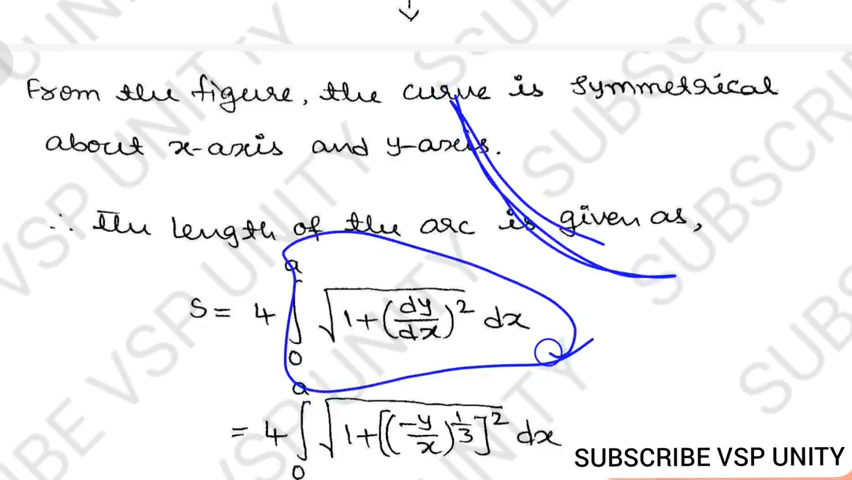 From the figure, the curve is symmetrical
about x-axis and y-axis.
∴ The length of the arc is given as,
S = 4 ∫₀ᵃ √(1+(dy/dx)²) dx
= 4 ∫₀ᵃ √(1+[(-y/x)^(1/3)]²) dx
SUBSCRIBE VSP UNITY